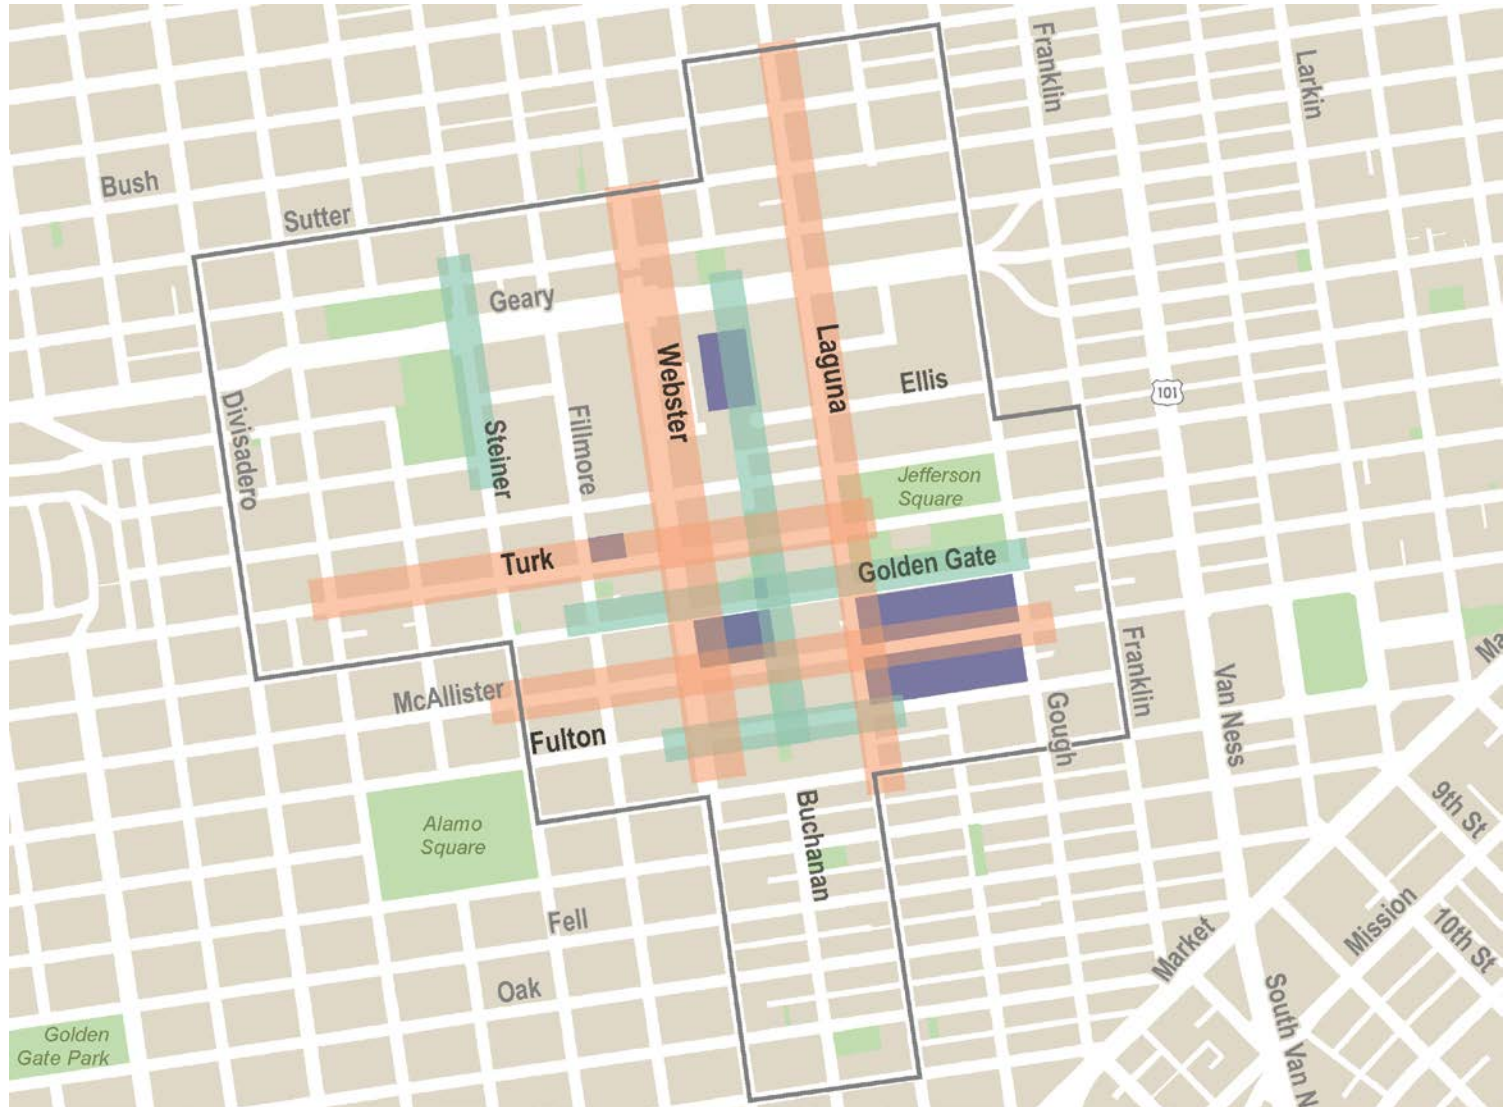 Franklin
Larkin
Bush
Sutter
Geary
Webster
Laguna
Ellis
101
Divisadero
Steiner
Fillmore
Jefferson
Square
Turk
Golden Gate
McAllister
Fulton
Gough
Franklin
Van Ness
Ma
Alamo
Square
Buchanan
9th St
Fell
Market
Mission
10th St
Oak
South Van N
Golden
Gate Park